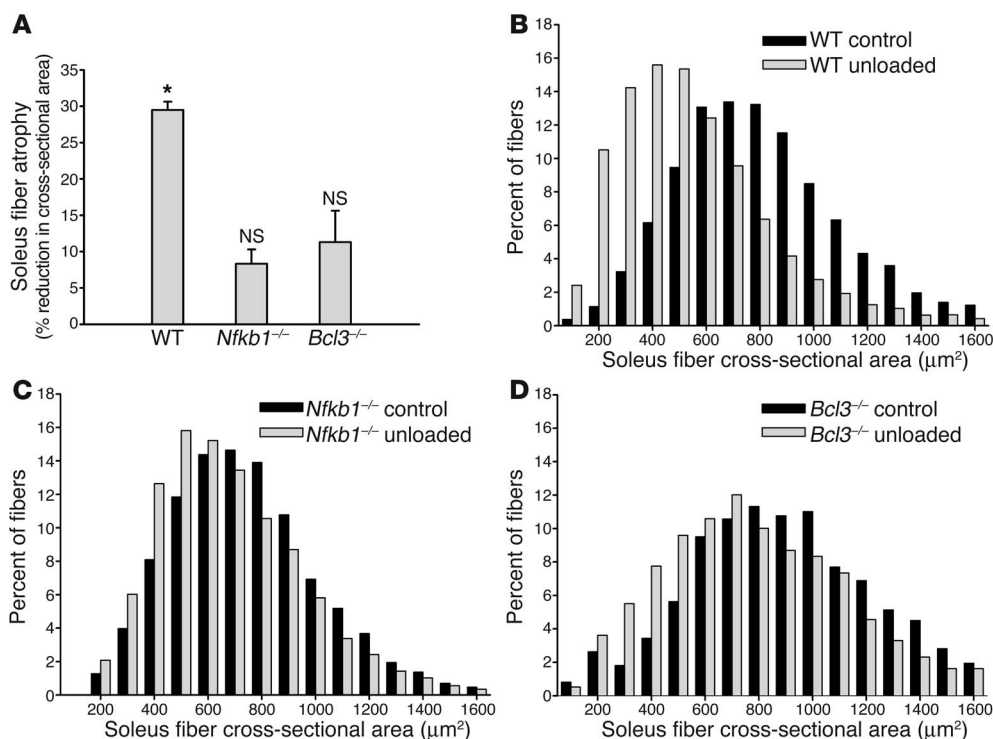 A
Soleus fiber atrophy
(% reduction in cross-sectional area)
35
30
25
20
15
10
5
0
*
NS
NS
WT
Nfkb1–/–
Bcl3–/–
B
Percent of fibers
18
16
14
12
10
8
6
4
2
0
WT control
WT unloaded
200 400 600 800 1000 1200 1400 1600
Soleus fiber cross-sectional area (μm²)
C
Percent of fibers
18
16
14
12
10
8
6
4
2
0
Nfkb1–/– control
Nfkb1–/– unloaded
200 400 600 800 1000 1200 1400 1600
Soleus fiber cross-sectional area (μm²)
D
Percent of fibers
18
16
14
12
10
8
6
4
2
0
Bcl3–/– control
Bcl3–/– unloaded
200 400 600 800 1000 1200 1400 1600
Soleus fiber cross-sectional area (μm²)